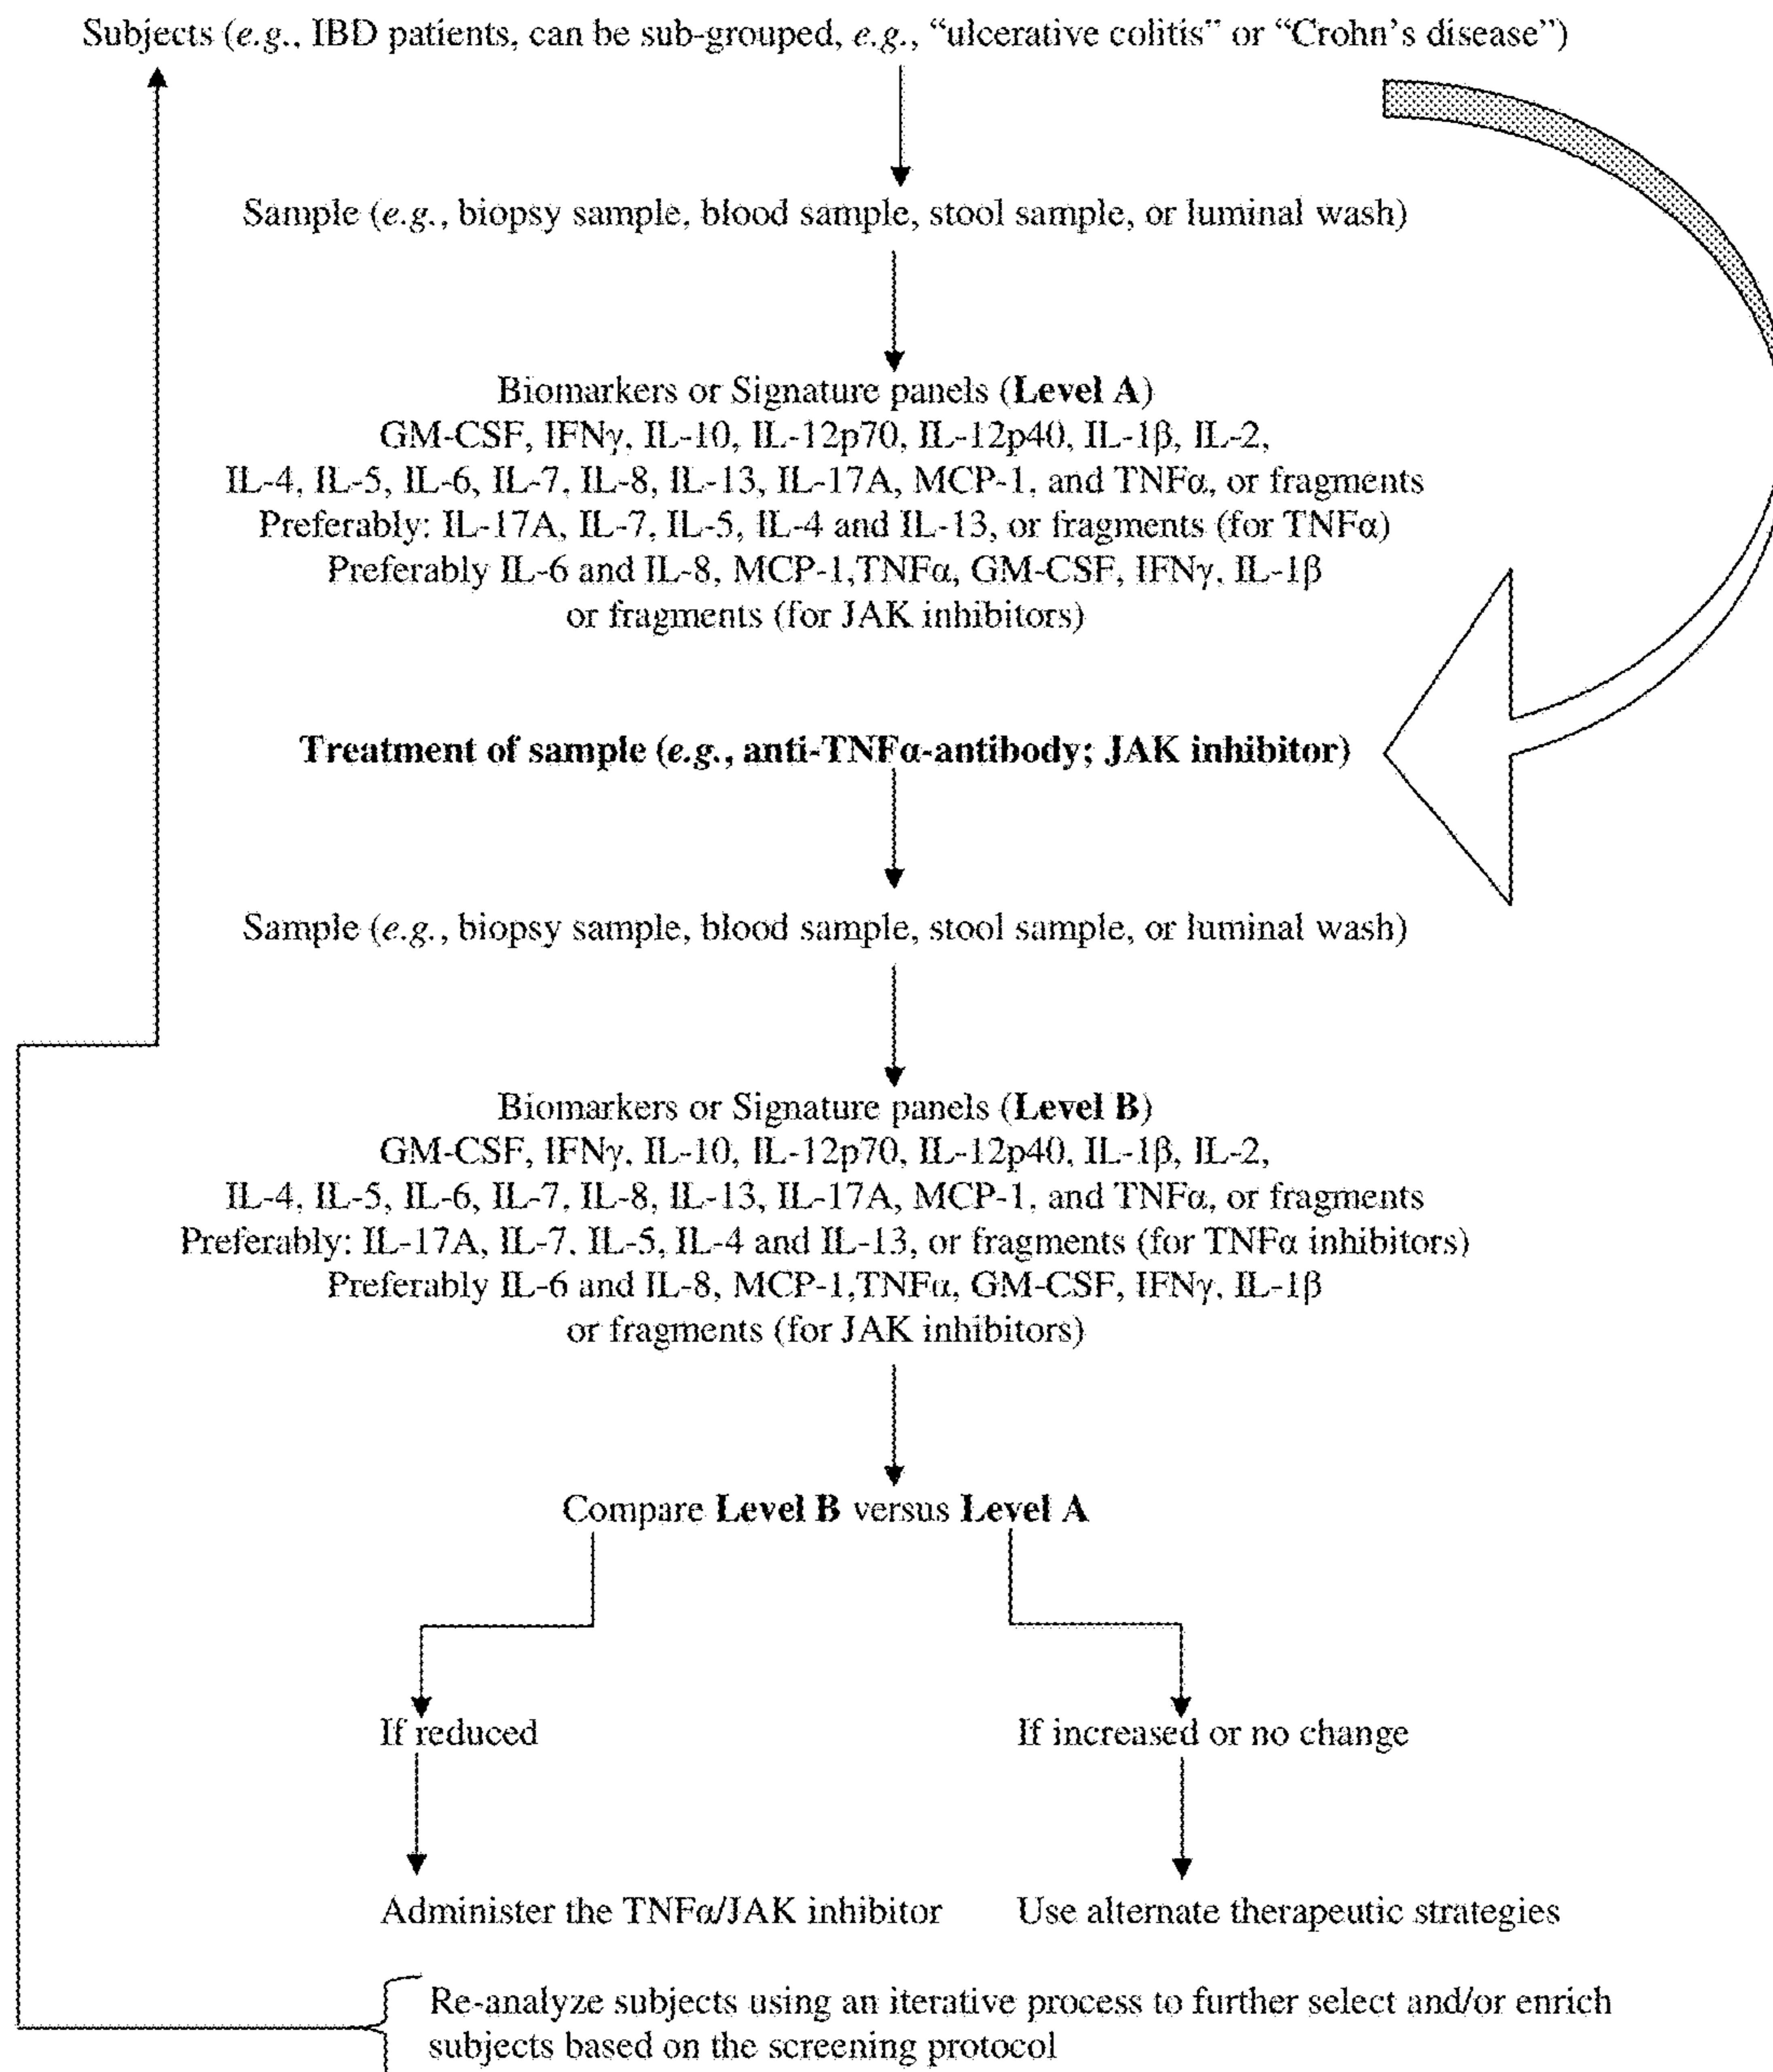 Subjects (e.g., IBD patients, can be sub-grouped, e.g., “ulcerative colitis” or “Crohn’s disease”)
Sample (e.g., biopsy sample, blood sample, stool sample, or luminal wash)
Biomarkers or Signature panels (Level A)
GM-CSF, IFNγ, IL-10, IL-12p70, IL-12p40, IL-1β, IL-2,
IL-4, IL-5, IL-6, IL-7, IL-8, IL-13, IL-17A, MCP-1, and TNFα, or fragments
Preferably: IL-17A, IL-7, IL-5, IL-4 and IL-13, or fragments (for TNFα)
Preferably IL-6 and IL-8, MCP-1,TNFα, GM-CSF, IFNγ, IL-1β
or fragments (for JAK inhibitors)
Treatment of sample (e.g., anti-TNFα-antibody; JAK inhibitor)
Sample (e.g., biopsy sample, blood sample, stool sample, or luminal wash)
Biomarkers or Signature panels (Level B)
GM-CSF, IFNγ, IL-10, IL-12p70, IL-12p40, IL-1β, IL-2,
IL-4, IL-5, IL-6, IL-7, IL-8, IL-13, IL-17A, MCP-1, and TNFα, or fragments
Preferably: IL-17A, IL-7, IL-5, IL-4 and IL-13, or fragments (for TNFα inhibitors)
Preferably IL-6 and IL-8, MCP-1,TNFα, GM-CSF, IFNγ, IL-1β
or fragments (for JAK inhibitors)
Compare Level B versus Level A
If reduced
If increased or no change
Administer the TNFα/JAK inhibitor
Use alternate therapeutic strategies
Re-analyze subjects using an iterative process to further select and/or enrich
subjects based on the screening protocol